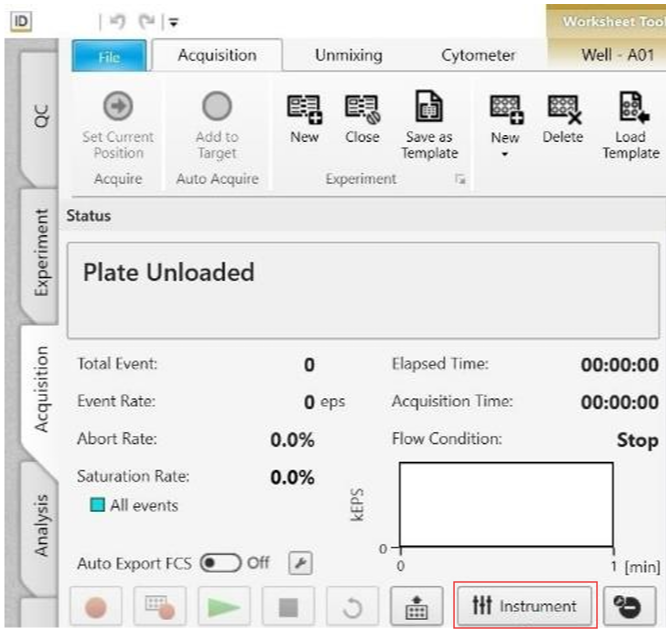 ID
Worksheet Too
File Acquisition Unmixing Cytometer Well - A01
Set Current Position
Add to Target
New
Close
Save as Template
New
Delete
Load Template
Acquire
Auto Acquire
Experiment
QC
Experiment
Acquisition
Analysis
Status
Plate Unloaded
Total Event: 0
Elapsed Time: 00:00:00
Event Rate: 0 eps
Acquisition Time: 00:00:00
Abort Rate: 0.0%
Flow Condition: Stop
Saturation Rate: 0.0%
All events
kEPS
0
0 1 [min]
Auto Export FCS Off
Instrument